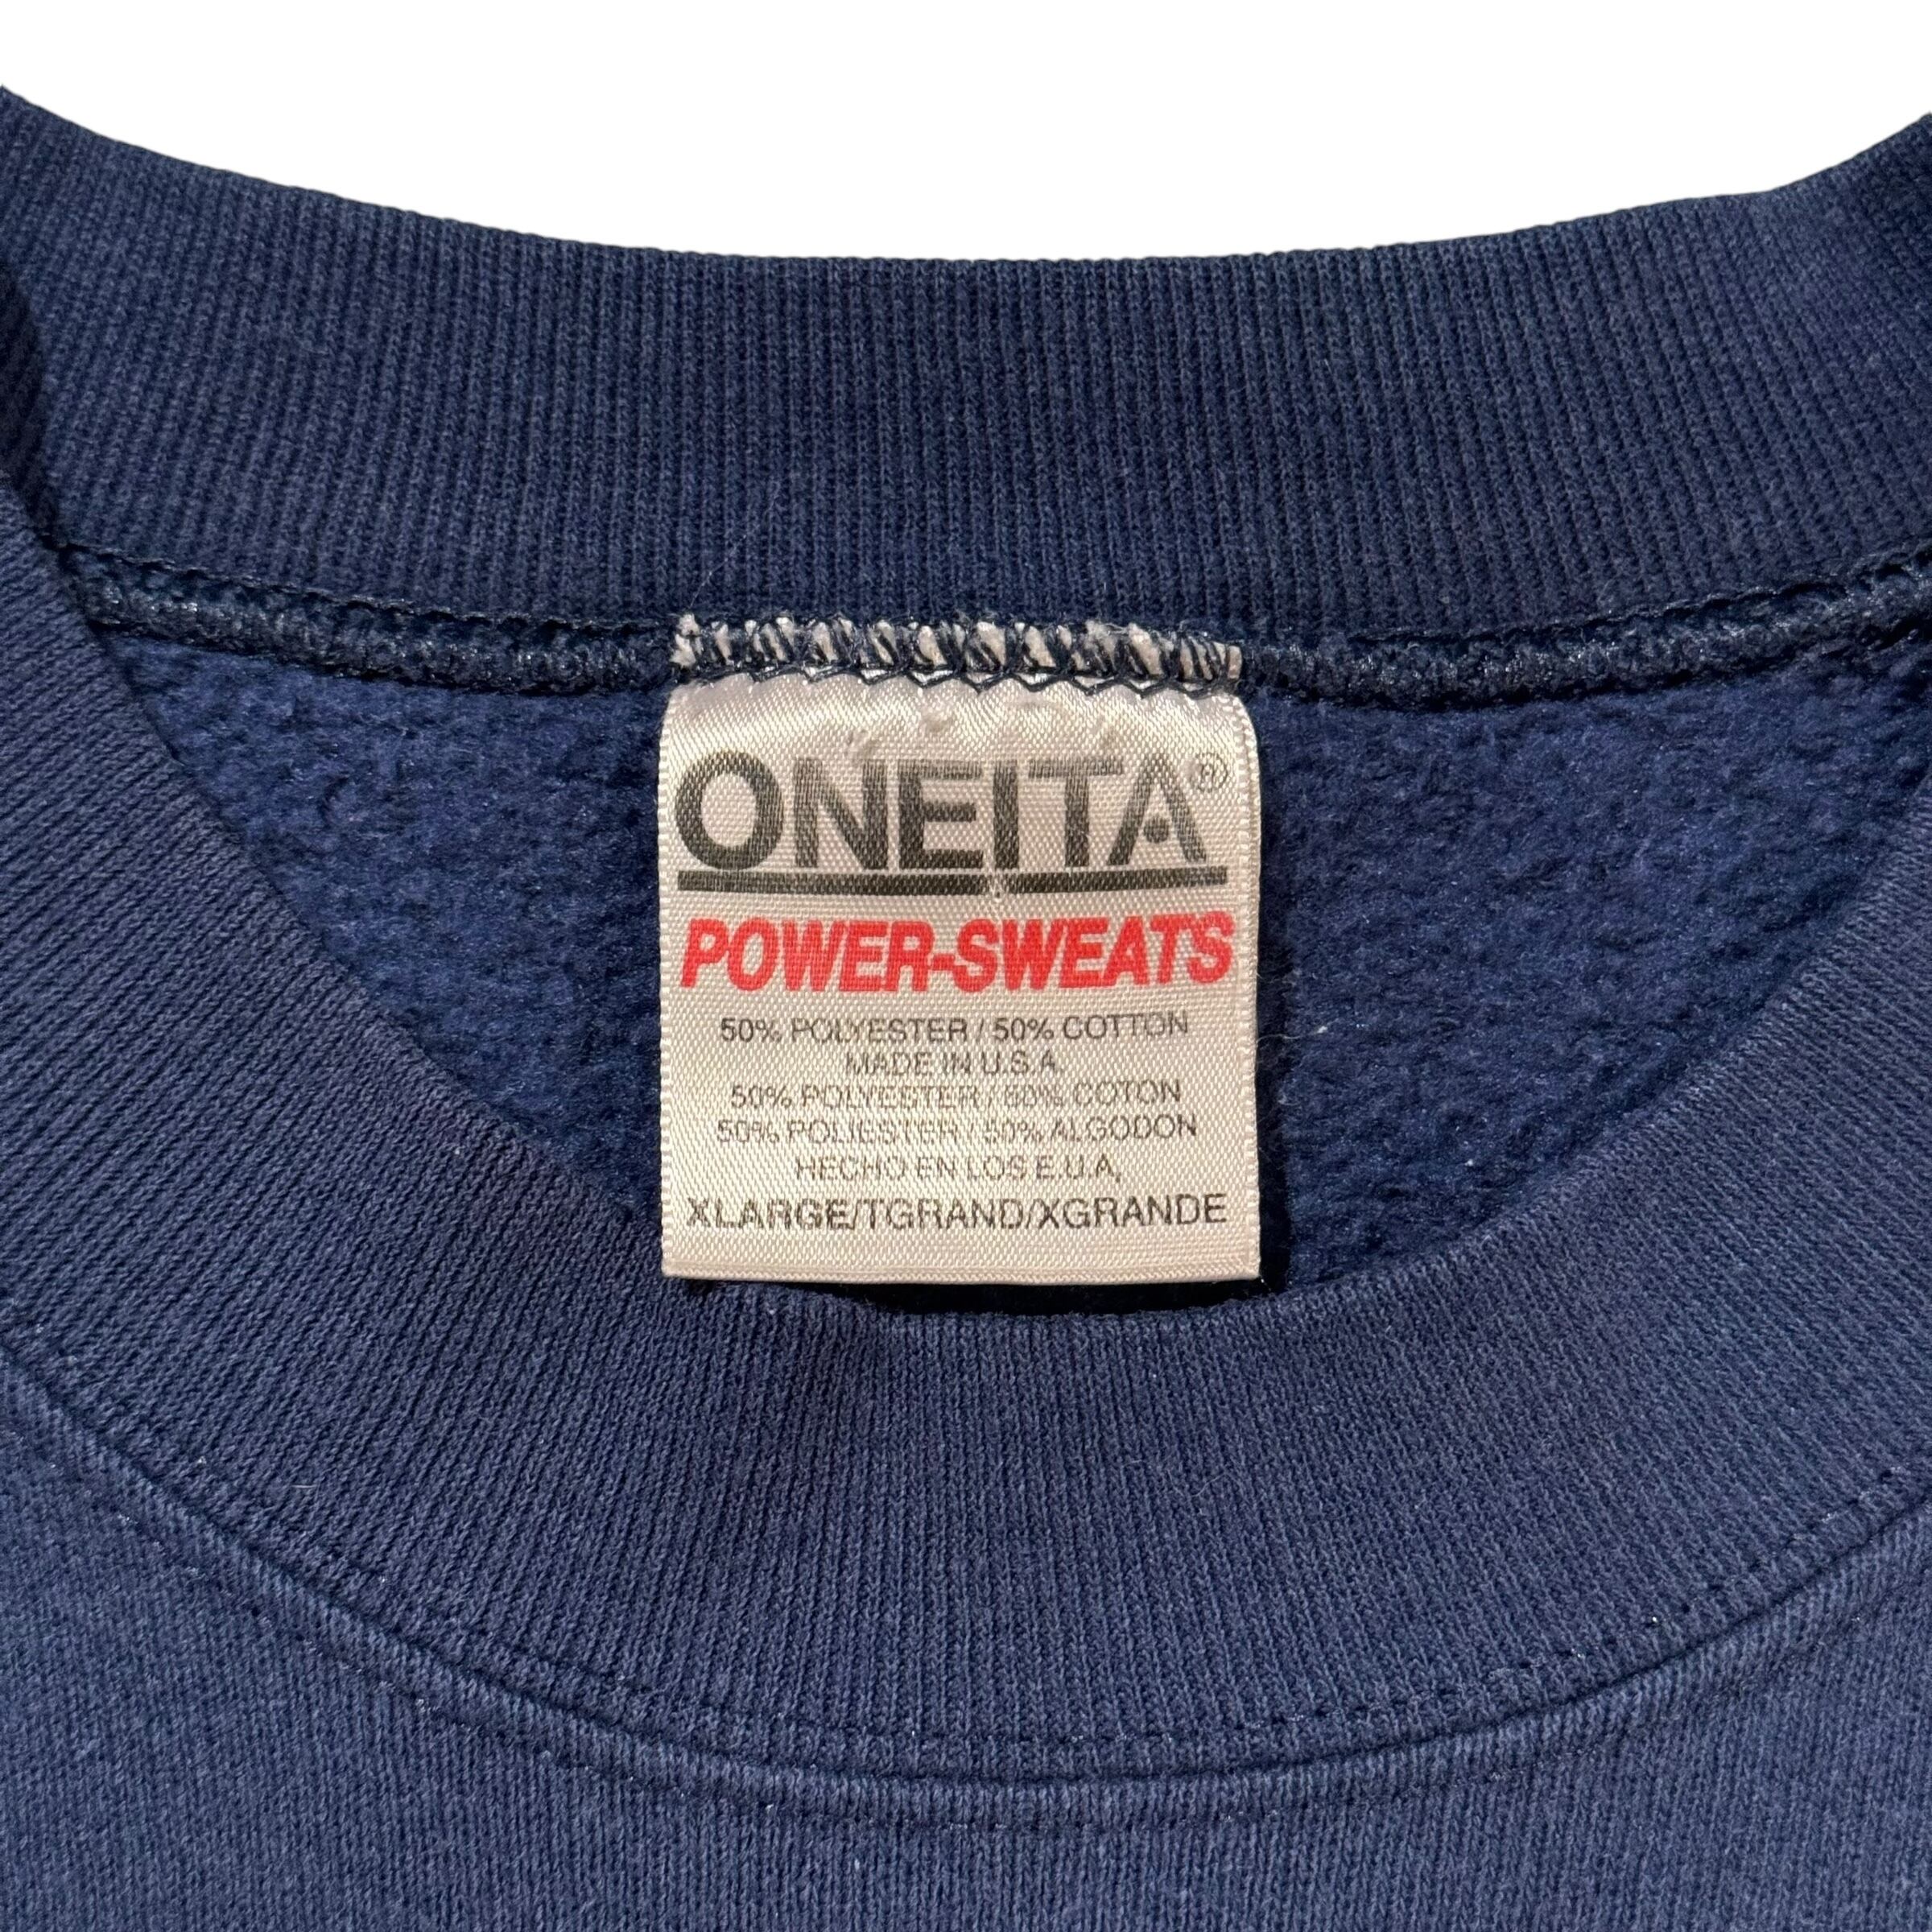 ONEITA®
POWER-SWEATS
50% POLYESTER / 50% COTTON
MADE IN U.S.A.
50% POLYESTER / 50% COTON
50% POLIESTER / 50% ALGODON
HECHO EN LOS E.U.A,
XLARGE/TGRAND/XGRANDE